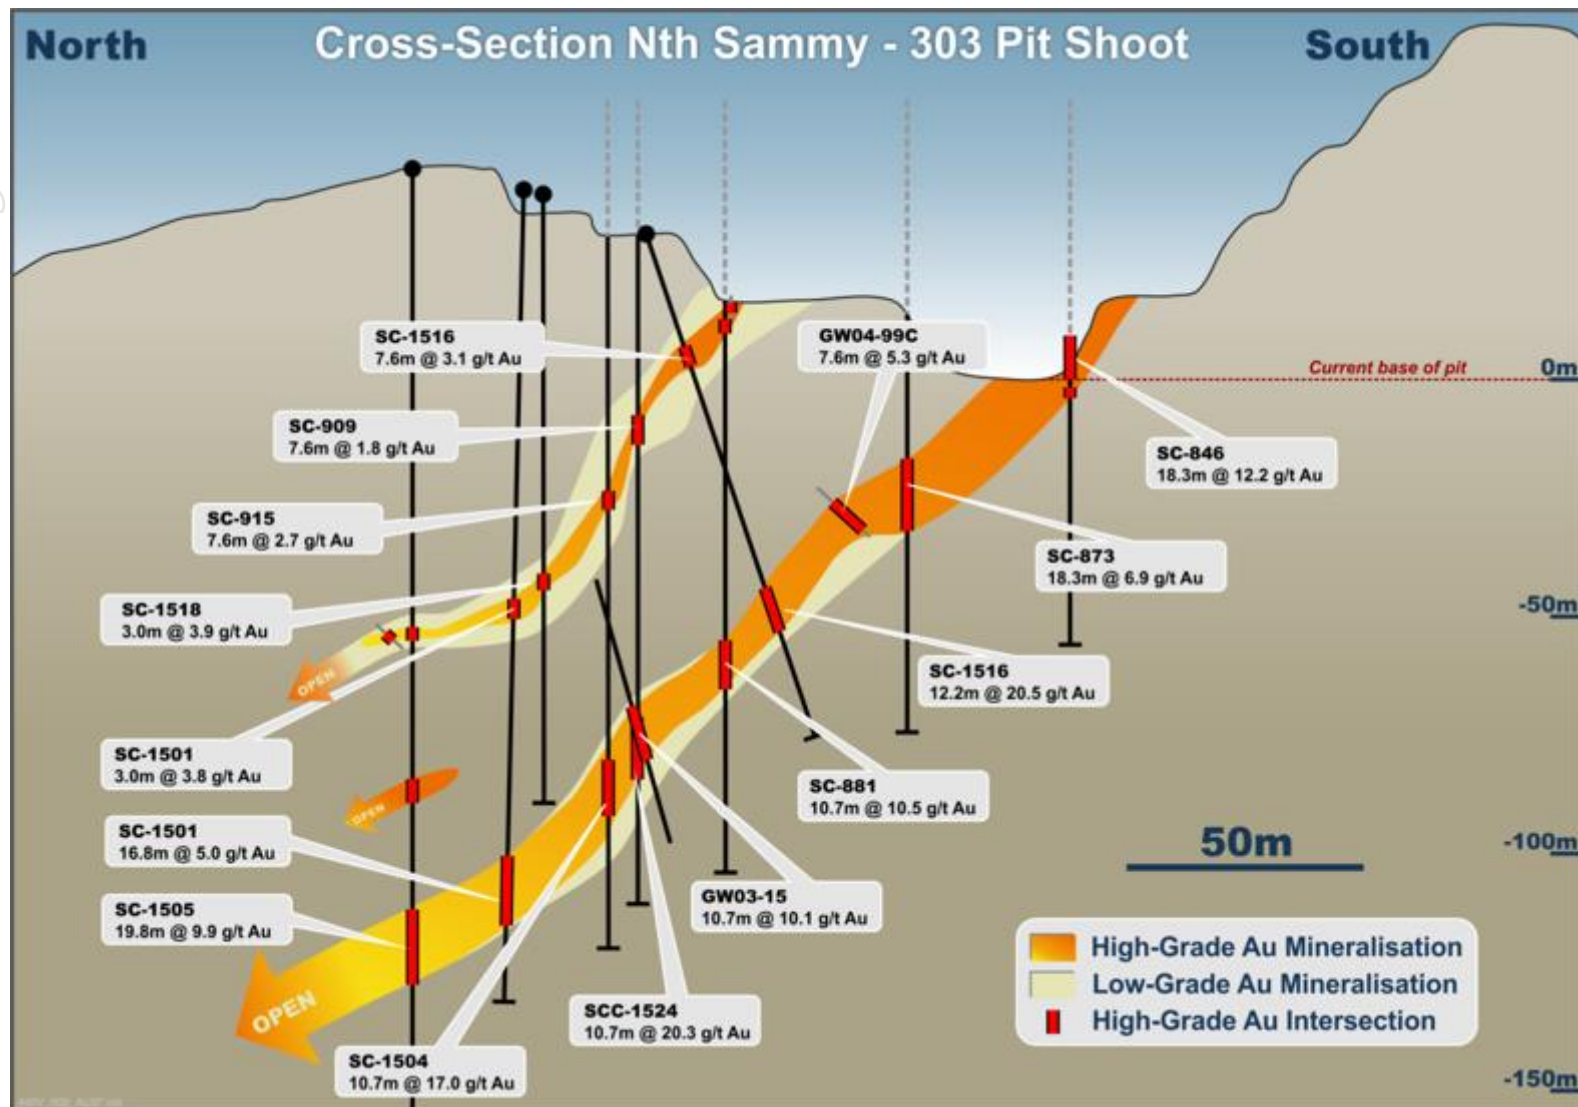 North
Cross-Section Nth Sammy - 303 Pit Shoot
South
SC-1516
7.6m @ 3.1 g/t Au
GW04-99C
7.6m @ 5.3 g/t Au
Current base of pit
0m
SC-909
7.6m @ 1.8 g/t Au
SC-846
18.3m @ 12.2 g/t Au
SC-915
7.6m @ 2.7 g/t Au
SC-873
18.3m @ 6.9 g/t Au
SC-1518
3.0m @ 3.9 g/t Au
-50m
OPEN
SC-1516
12.2m @ 20.5 g/t Au
SC-1501
3.0m @ 3.8 g/t Au
SC-881
10.7m @ 10.5 g/t Au
OPEN
SC-1501
16.8m @ 5.0 g/t Au
50m
-100m
SC-1505
19.8m @ 9.9 g/t Au
GW03-15
10.7m @ 10.1 g/t Au
High-Grade Au Mineralisation
Low-Grade Au Mineralisation
High-Grade Au Intersection
OPEN
SCC-1524
10.7m @ 20.3 g/t Au
SC-1504
10.7m @ 17.0 g/t Au
-150m